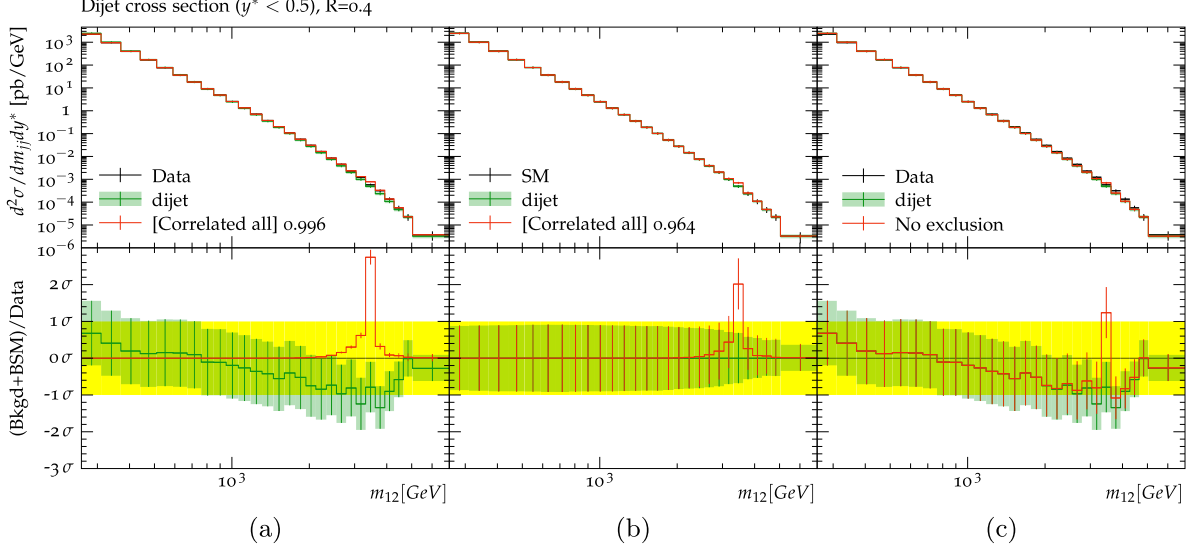 Dijet cross section (y* < 0.5), R=0.4
d²σ/dm_jj dy* [pb/GeV]
10³
10²
10¹
1
10⁻¹
10⁻²
10⁻³
10⁻⁴
10⁻⁵
10⁻⁶
Data
dijet
[Correlated all] 0.996
SM
dijet
[Correlated all] 0.964
Data
dijet
No exclusion
(Bkgd+BSM)/Data
2σ
1σ
0σ
-1σ
-2σ
-3σ
10³
m₁₂[GeV]
10³
m₁₂[GeV]
10³
m₁₂[GeV]
(a)
(b)
(c)